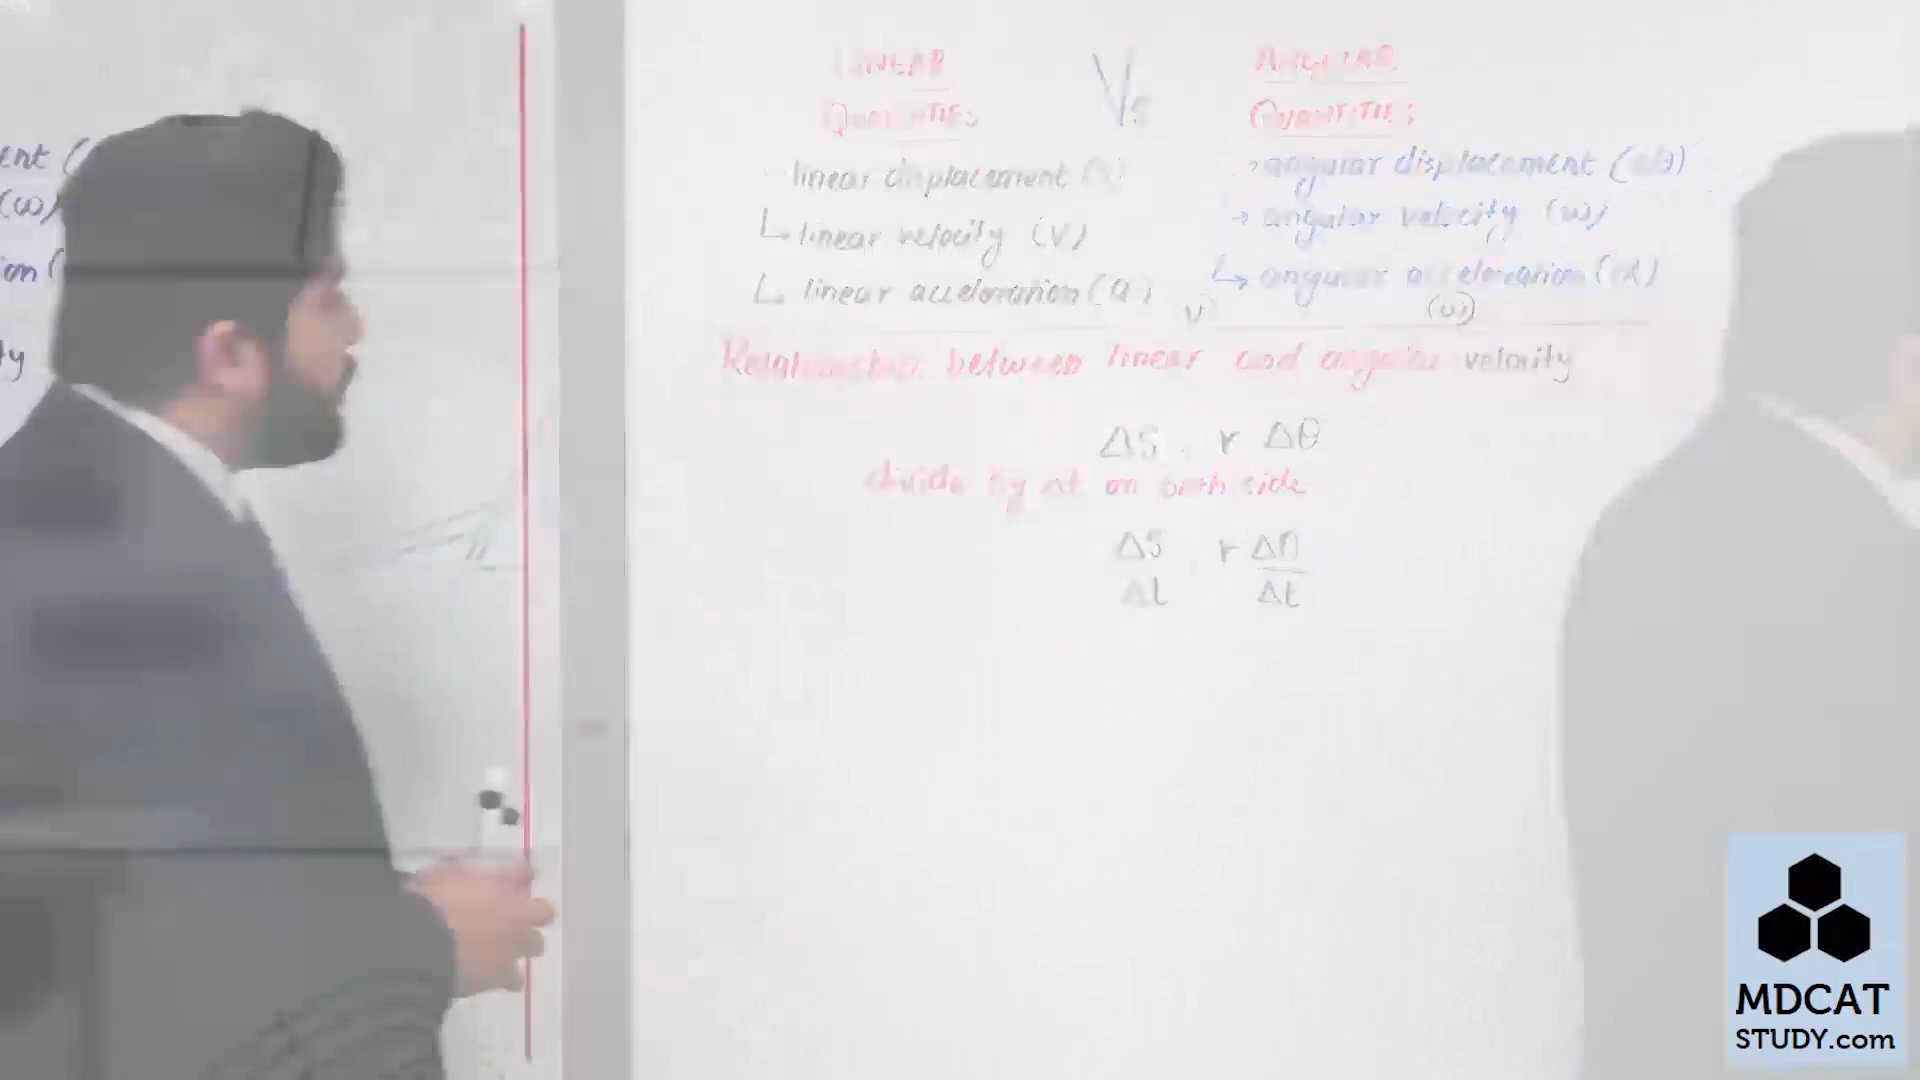 LINEAR Vs ANGULAR
QUANTITIES QUANTITIES
linear displacement angular displacement
linear velocity (V) → angular velocity (ω)
linear acceleration (a) angular acceleration (α)
V (ω)
Relationship between linear and angular velocity
ΔS r Δθ
divide by Δt on both side
ΔS r Δθ
Δt Δt
ent (
(ω)
ion (
ty
MDCAT
STUDY.com